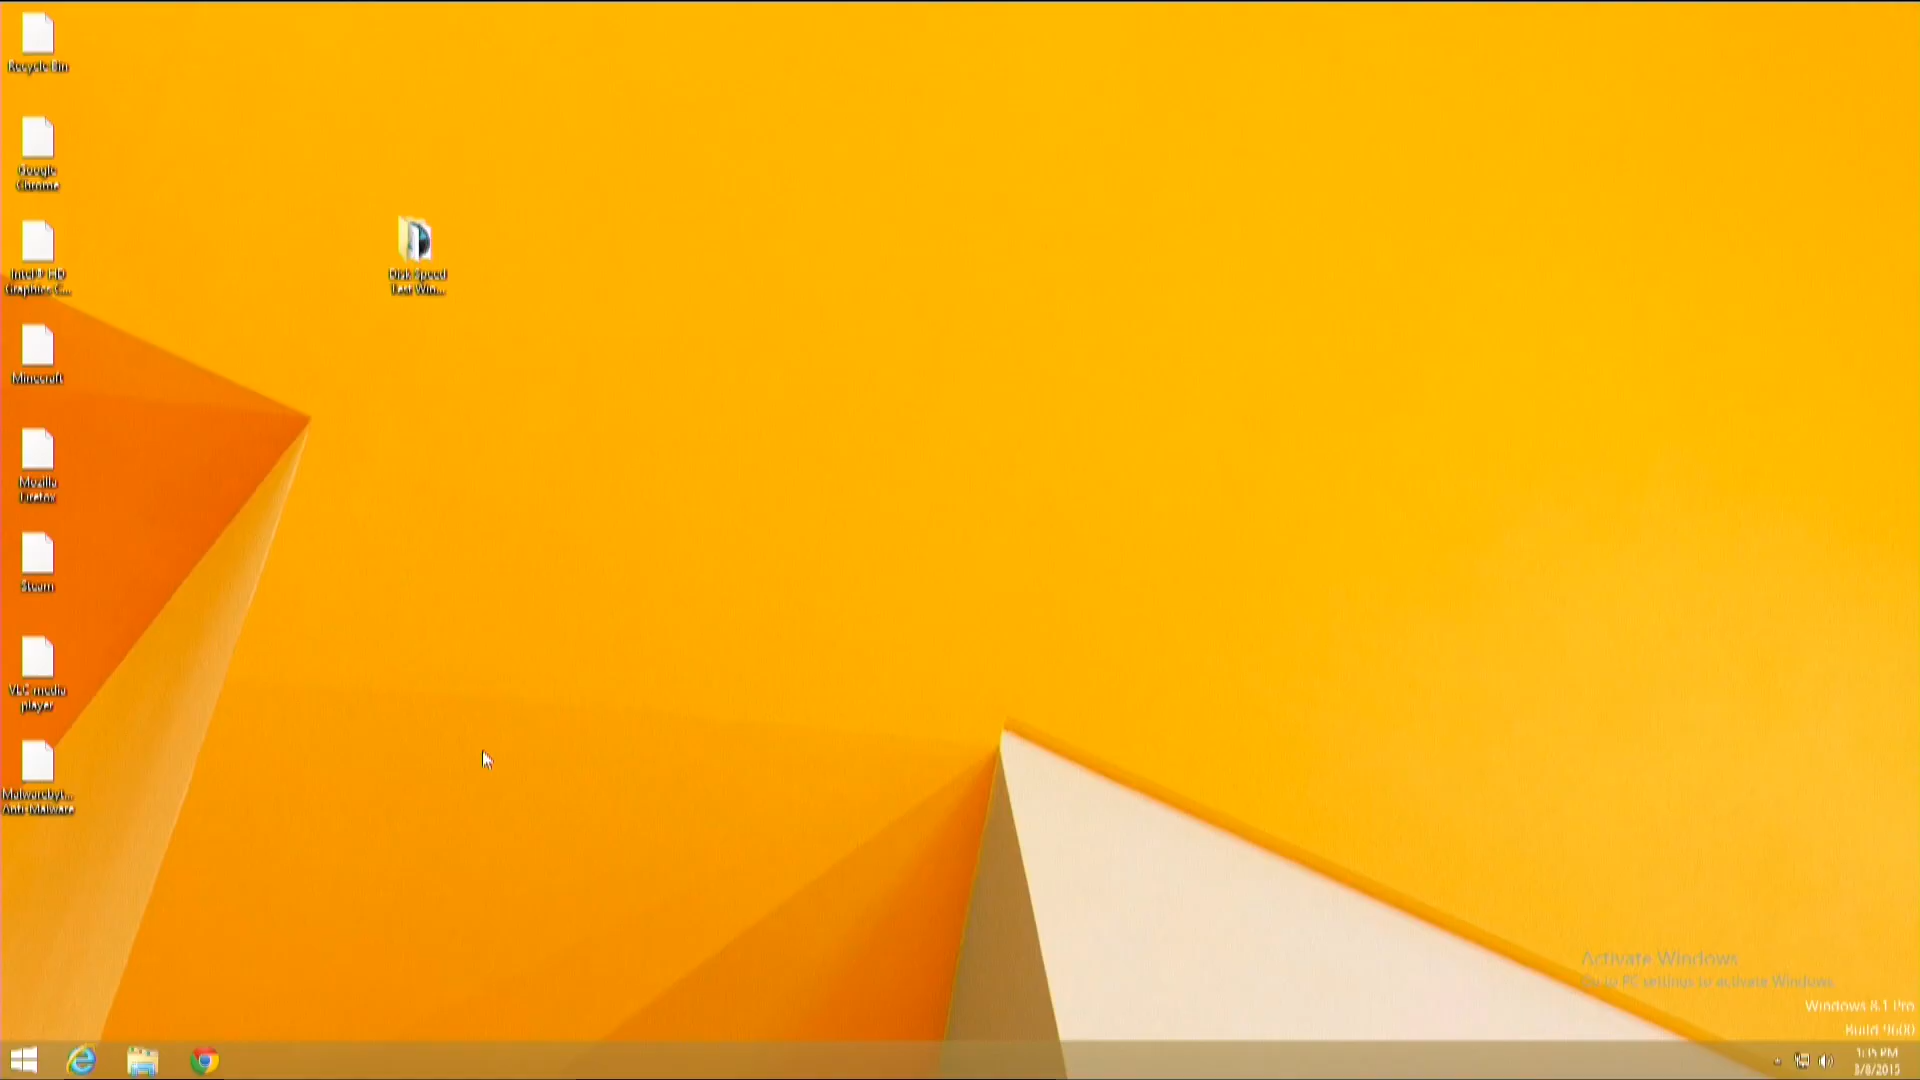 Recycle Bin
Google
Chrome
Intel® HD
Graphics C...
Minecraft
Mozilla
Firefox
Steam
VLC media
player
Malwarebyt...
Anti-Malware
Disk Speed
Test Win...
Activate Windows
Go to PC settings to activate Windows.
Windows 8.1 Pro
Build 9600
1:15 PM
3/8/2015